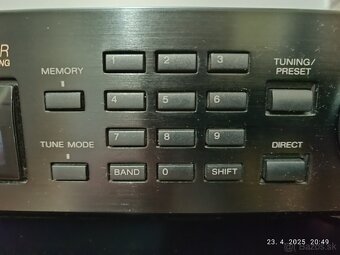 R
NG
MEMORY
TUNE MODE
1 2 3
4 5 6
7 8 9
BAND 0 SHIFT
TUNING/
PRESET
DIRECT
23. 4. 2025 20:49